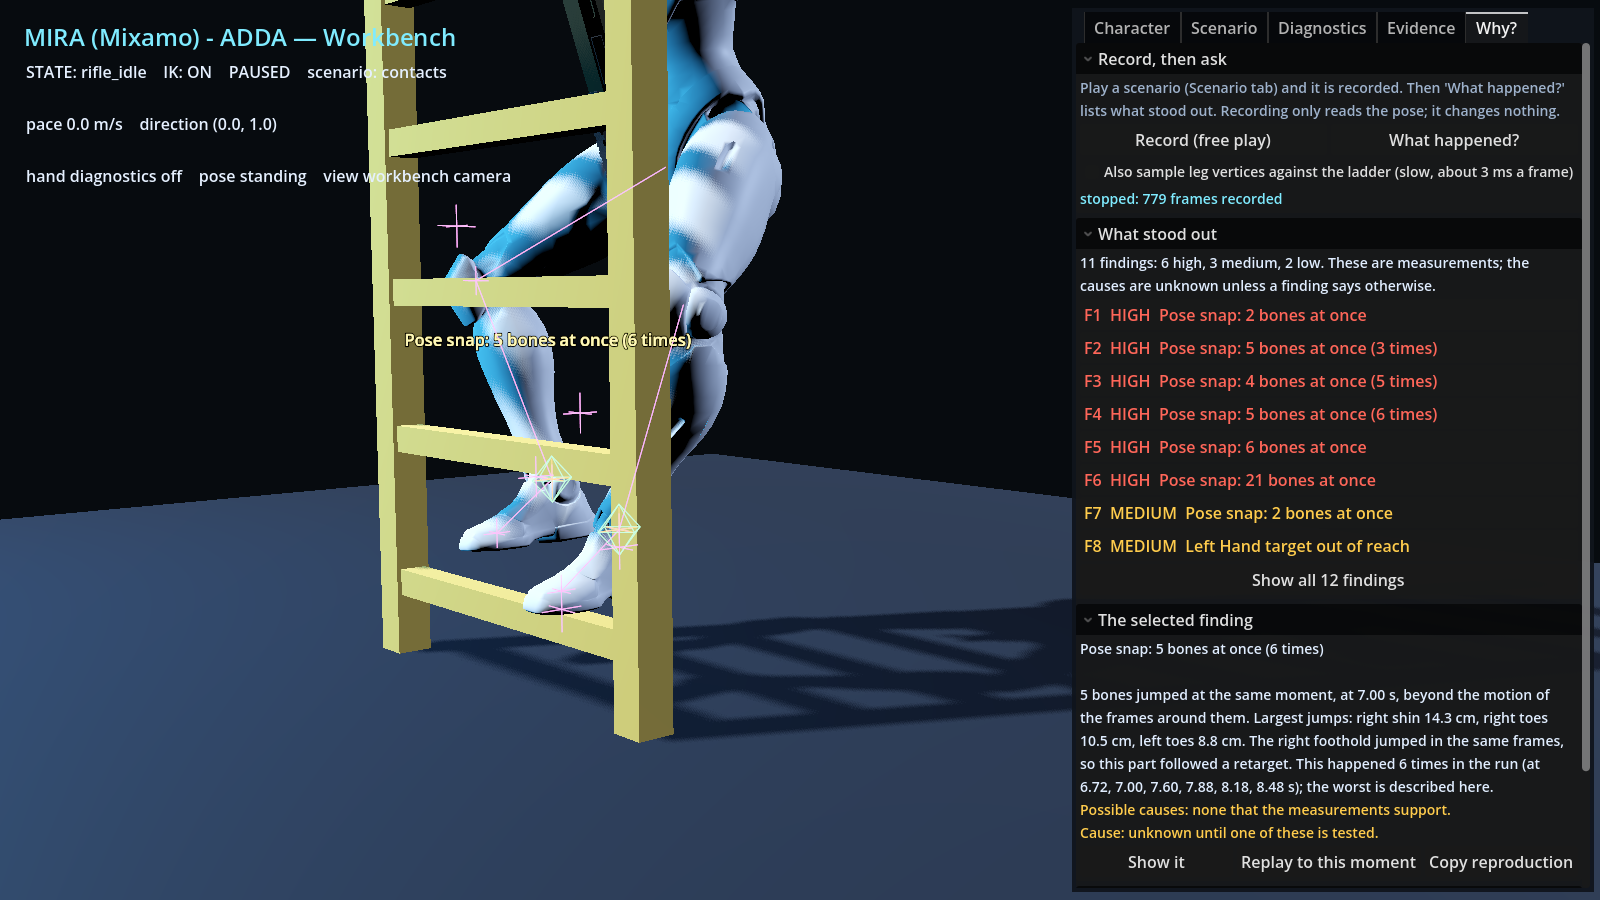 MIRA (Mixamo) - ADDA — Workbench
STATE: rifle_idle    IK: ON    PAUSED    scenario: contacts
pace 0.0 m/s    direction (0.0, 1.0)
hand diagnostics off    pose standing    view workbench camera
Pose snap: 5 bones at once (6 times)
Character    Scenario    Diagnostics    Evidence    Why?
Record, then ask
Play a scenario (Scenario tab) and it is recorded. Then 'What happened?'
lists what stood out. Recording only reads the pose; it changes nothing.
Record (free play)    What happened?
Also sample leg vertices against the ladder (slow, about 3 ms a frame)
stopped: 779 frames recorded
What stood out
11 findings: 6 high, 3 medium, 2 low. These are measurements; the
causes are unknown unless a finding says otherwise.
F1  HIGH  Pose snap: 2 bones at once
F2  HIGH  Pose snap: 5 bones at once (3 times)
F3  HIGH  Pose snap: 4 bones at once (5 times)
F4  HIGH  Pose snap: 5 bones at once (6 times)
F5  HIGH  Pose snap: 6 bones at once
F6  HIGH  Pose snap: 21 bones at once
F7  MEDIUM  Pose snap: 2 bones at once
F8  MEDIUM  Left Hand target out of reach
Show all 12 findings
The selected finding
Pose snap: 5 bones at once (6 times)
5 bones jumped at the same moment, at 7.00 s, beyond the motion of
the frames around them. Largest jumps: right shin 14.3 cm, right toes
10.5 cm, left toes 8.8 cm. The right foothold jumped in the same frames,
so this part followed a retarget. This happened 6 times in the run (at
6.72, 7.00, 7.60, 7.88, 8.18, 8.48 s); the worst is described here.
Possible causes: none that the measurements support.
Cause: unknown until one of these is tested.
Show it    Replay to this moment    Copy reproduction